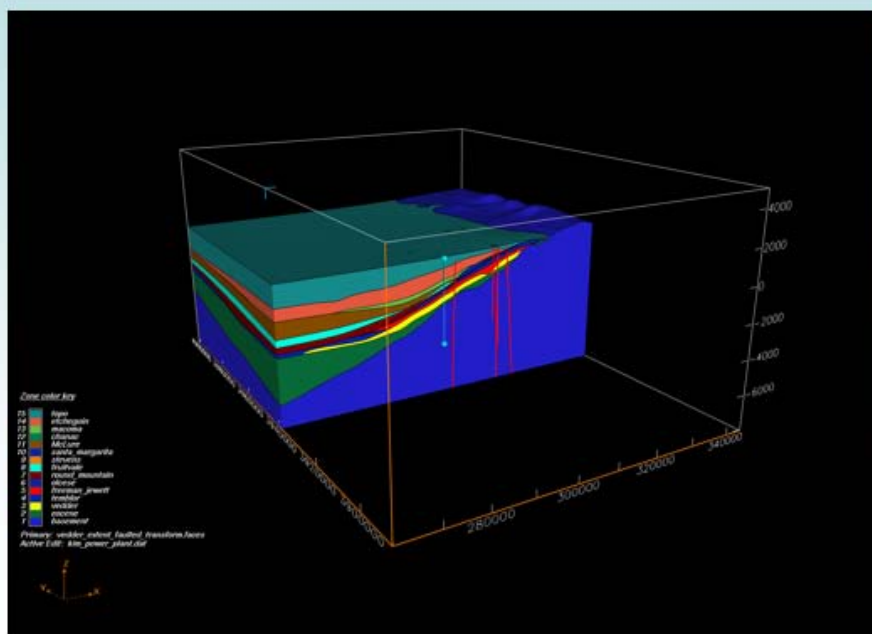 4000
2000
0
-2000
-4000
-6000
280000
300000
320000
340000
Zone color key
15 topo
14 etchegoin
13 macoma
12 chanac
11 McLure
10 santa_margarita
9 stevens
8 fruitvale
7 round_mountain
6 olcese
5 freeman_jewett
4 temblor
3 vedder
2 eocene
1 basement
Primary: vedder_extent_faulted_transform.faces
Active Edit: kim_power_plant.dat
Z
Y
X